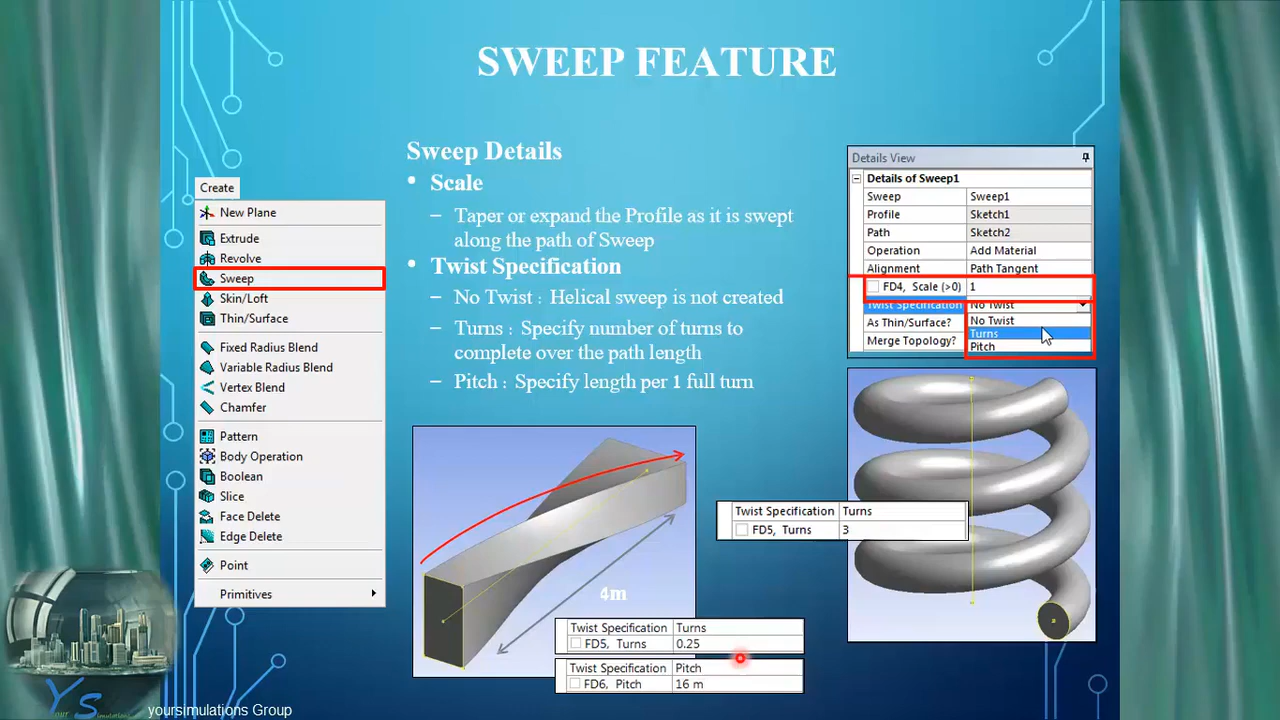 SWEEP FEATURE
Sweep Details
• Scale
– Taper or expand the Profile as it is swept
along the path of Sweep
• Twist Specification
– No Twist : Helical sweep is not created
– Turns : Specify number of turns to
complete over the path length
– Pitch : Specify length per 1 full turn
Create
New Plane
Extrude
Revolve
Sweep
Skin/Loft
Thin/Surface
Fixed Radius Blend
Variable Radius Blend
Vertex Blend
Chamfer
Pattern
Body Operation
Boolean
Slice
Face Delete
Edge Delete
Point
Primitives
Details View
Details of Sweep1
Sweep Sweep1
Profile Sketch1
Path Sketch2
Operation Add Material
Alignment Path Tangent
FD4, Scale (>0) 1
Twist Specification No Twist
No Twist
As Thin/Surface?
Turns
Merge Topology?
Pitch
Twist Specification Turns
FD5, Turns 3
4m
Twist Specification Turns
FD5, Turns 0.25
Twist Specification Pitch
FD6, Pitch 16 m
Y S
yoursimulations Group